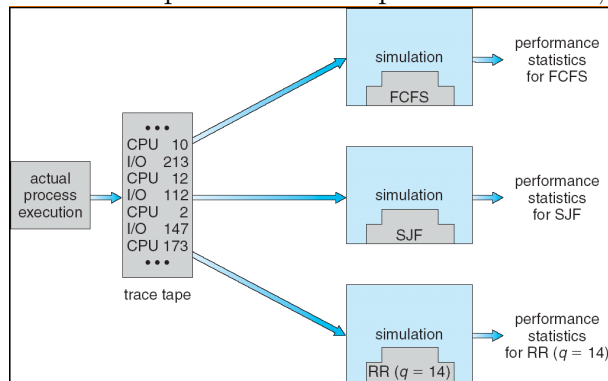 simulation
FCFS
performance
statistics
for FCFS
actual
process
execution
•••
CPU 10
I/O 213
CPU 12
I/O 112
CPU 2
I/O 147
CPU 173
•••
trace tape
simulation
SJF
performance
statistics
for SJF
simulation
RR (q = 14)
performance
statistics
for RR (q = 14)